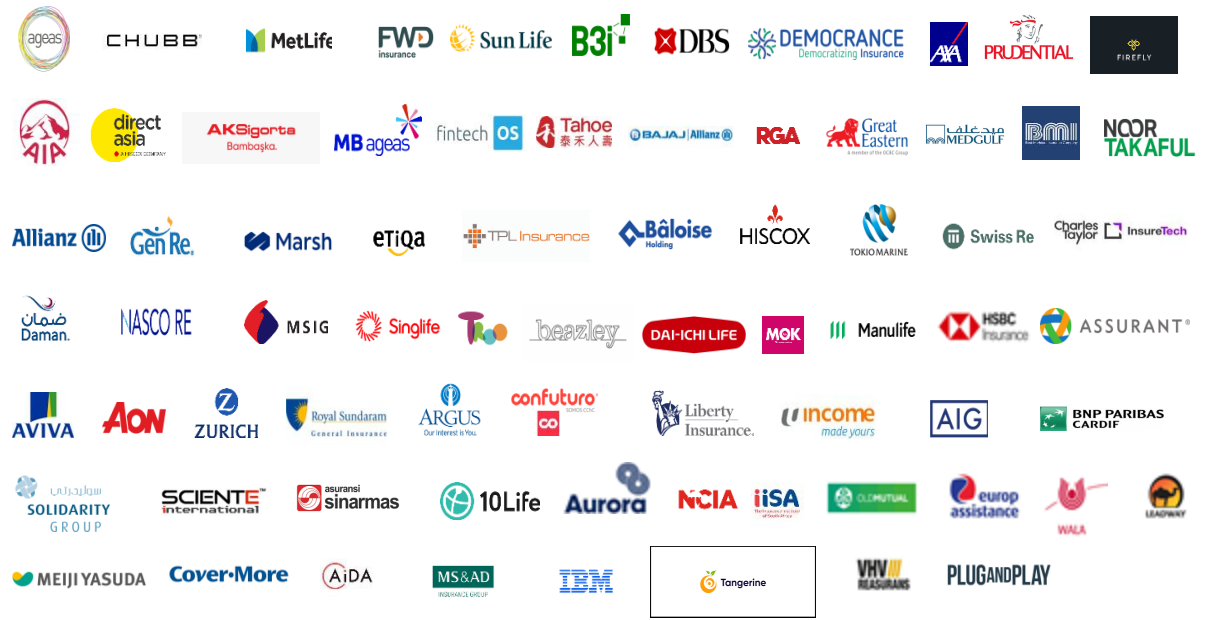 ageas
CHUBB
MetLife
FWD
insurance
Sun Life
B3i
DBS
DEMOCRANCE
Democratizing Insurance
AXA
PRUDENTIAL
FIREFLY
AIA
direct
asia
AKSigorta
Bambaşka.
MB ageas
fintech OS
Tahoe
泰禾人壽
BAJAJ | Allianz
RGA
Great
Eastern
A member of the OCBC Group
ميدغلف
MEDGULF
BMI
NOOR
TAKAFUL
Allianz
Gen Re.
Marsh
eTiQa
TPL Insurance
Bâloise
Holding
HISCOX
TOKIO MARINE
Swiss Re
Charles
Taylor
InsureTech
ضمان
Daman.
NASCO RE
MSIG
Singlife
beazley
DAI-ICHI LIFE
MOK
Manulife
HSBC
Insurance
ASSURANT®
AVIVA
AON
Z
ZURICH
Royal Sundaram
General Insurance
ARGUS
Our Interest is You.
confuturo
Liberty
Insurance.
income
made yours
AIG
BNP PARIBAS
CARDIF
SOLIDARITY
GROUP
SCIENTE™
international
asuransi
sinarmas
10Life
Aurora
NCIA
iiSA
OLDMUTUAL
europ
assistance
WALA
LEADWAY
MEIJI YASUDA
Cover-More
AiDA
MS&AD
INSURANCE GROUP
IBM
Tangerine
VHV
REASURANS
PLUGANDPLAY